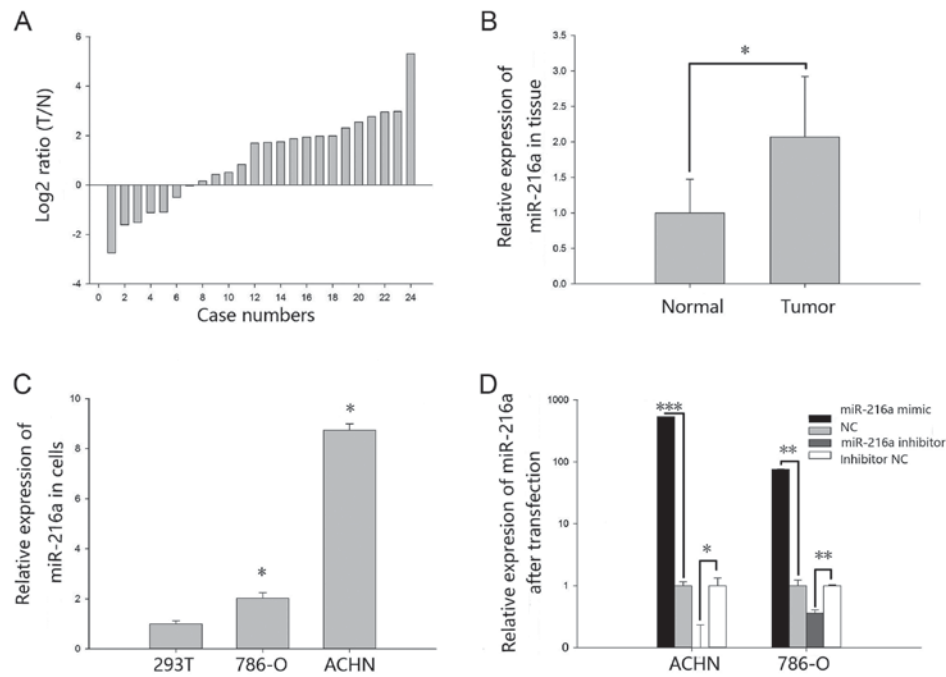 A
Log2 ratio (T/N)
6
4
2
0
-2
-4
0 2 4 6 8 10 12 14 16 18 20 22 24
Case numbers
B
Relative expression of
miR-216a in tissue
3.5
3.0
2.5
2.0
1.5
1.0
0.5
0.0
*
Normal Tumor
C
Relative expression of
miR-216a in cells
10
8
6
4
2
0
*
*
293T 786-O ACHN
D
Relative expresion of miR-216a
after transfection
1000
100
10
1
0
***
*
**
**
miR-216a mimic
NC
miR-216a inhibitor
Inhibitor NC
ACHN 786-O